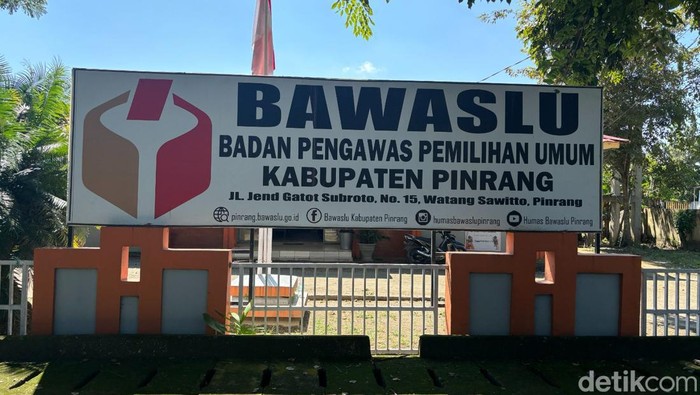 BAWASLU
BADAN PENGAWAS PEMILIHAN UMUM
KABUPATEN PINRANG
JL. Jend Gatot Subroto, No. 15, Watang Sawitto, Pinrang
pinrang.bawaslu.go.id Bawaslu Kabupaten Pinrang humasbawaslupinrang Humas Bawaslu Pinrang
detikcom